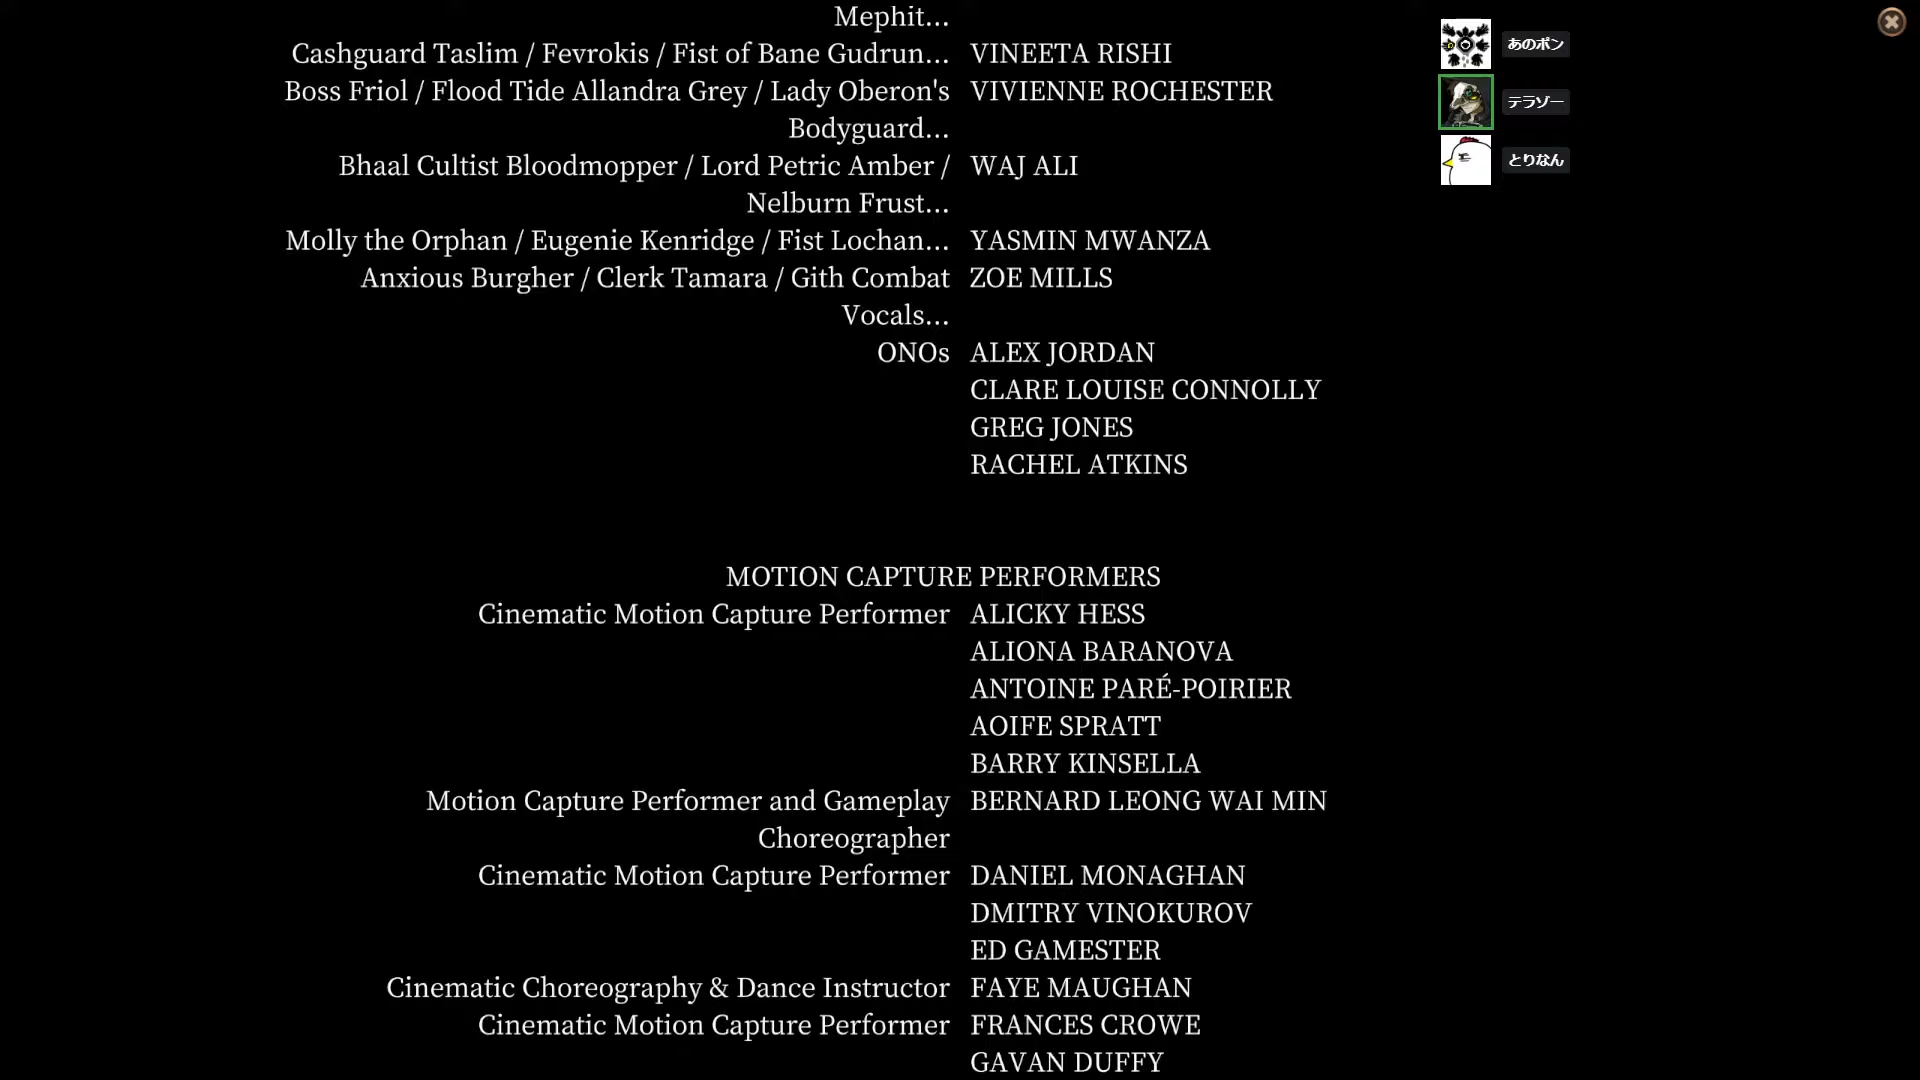 Mephit...
Cashguard Taslim / Fevrokis / Fist of Bane Gudrun... VINEETA RISHI
Boss Friol / Flood Tide Allandra Grey / Lady Oberon's VIVIENNE ROCHESTER
Bodyguard...
Bhaal Cultist Bloodmopper / Lord Petric Amber / WAJ ALI
Nelburn Frust...
Molly the Orphan / Eugenie Kenridge / Fist Lochan... YASMIN MWANZA
Anxious Burgher / Clerk Tamara / Gith Combat ZOE MILLS
Vocals...
ONOs ALEX JORDAN
CLARE LOUISE CONNOLLY
GREG JONES
RACHEL ATKINS
MOTION CAPTURE PERFORMERS
Cinematic Motion Capture Performer ALICKY HESS
ALIONA BARANOVA
ANTOINE PARÉ-POIRIER
AOIFE SPRATT
BARRY KINSELLA
Motion Capture Performer and Gameplay BERNARD LEONG WAI MIN
Choreographer
Cinematic Motion Capture Performer DANIEL MONAGHAN
DMITRY VINOKUROV
ED GAMESTER
Cinematic Choreography & Dance Instructor FAYE MAUGHAN
Cinematic Motion Capture Performer FRANCES CROWE
GAVAN DUFFY
あのポン
テラゾー
とりなん